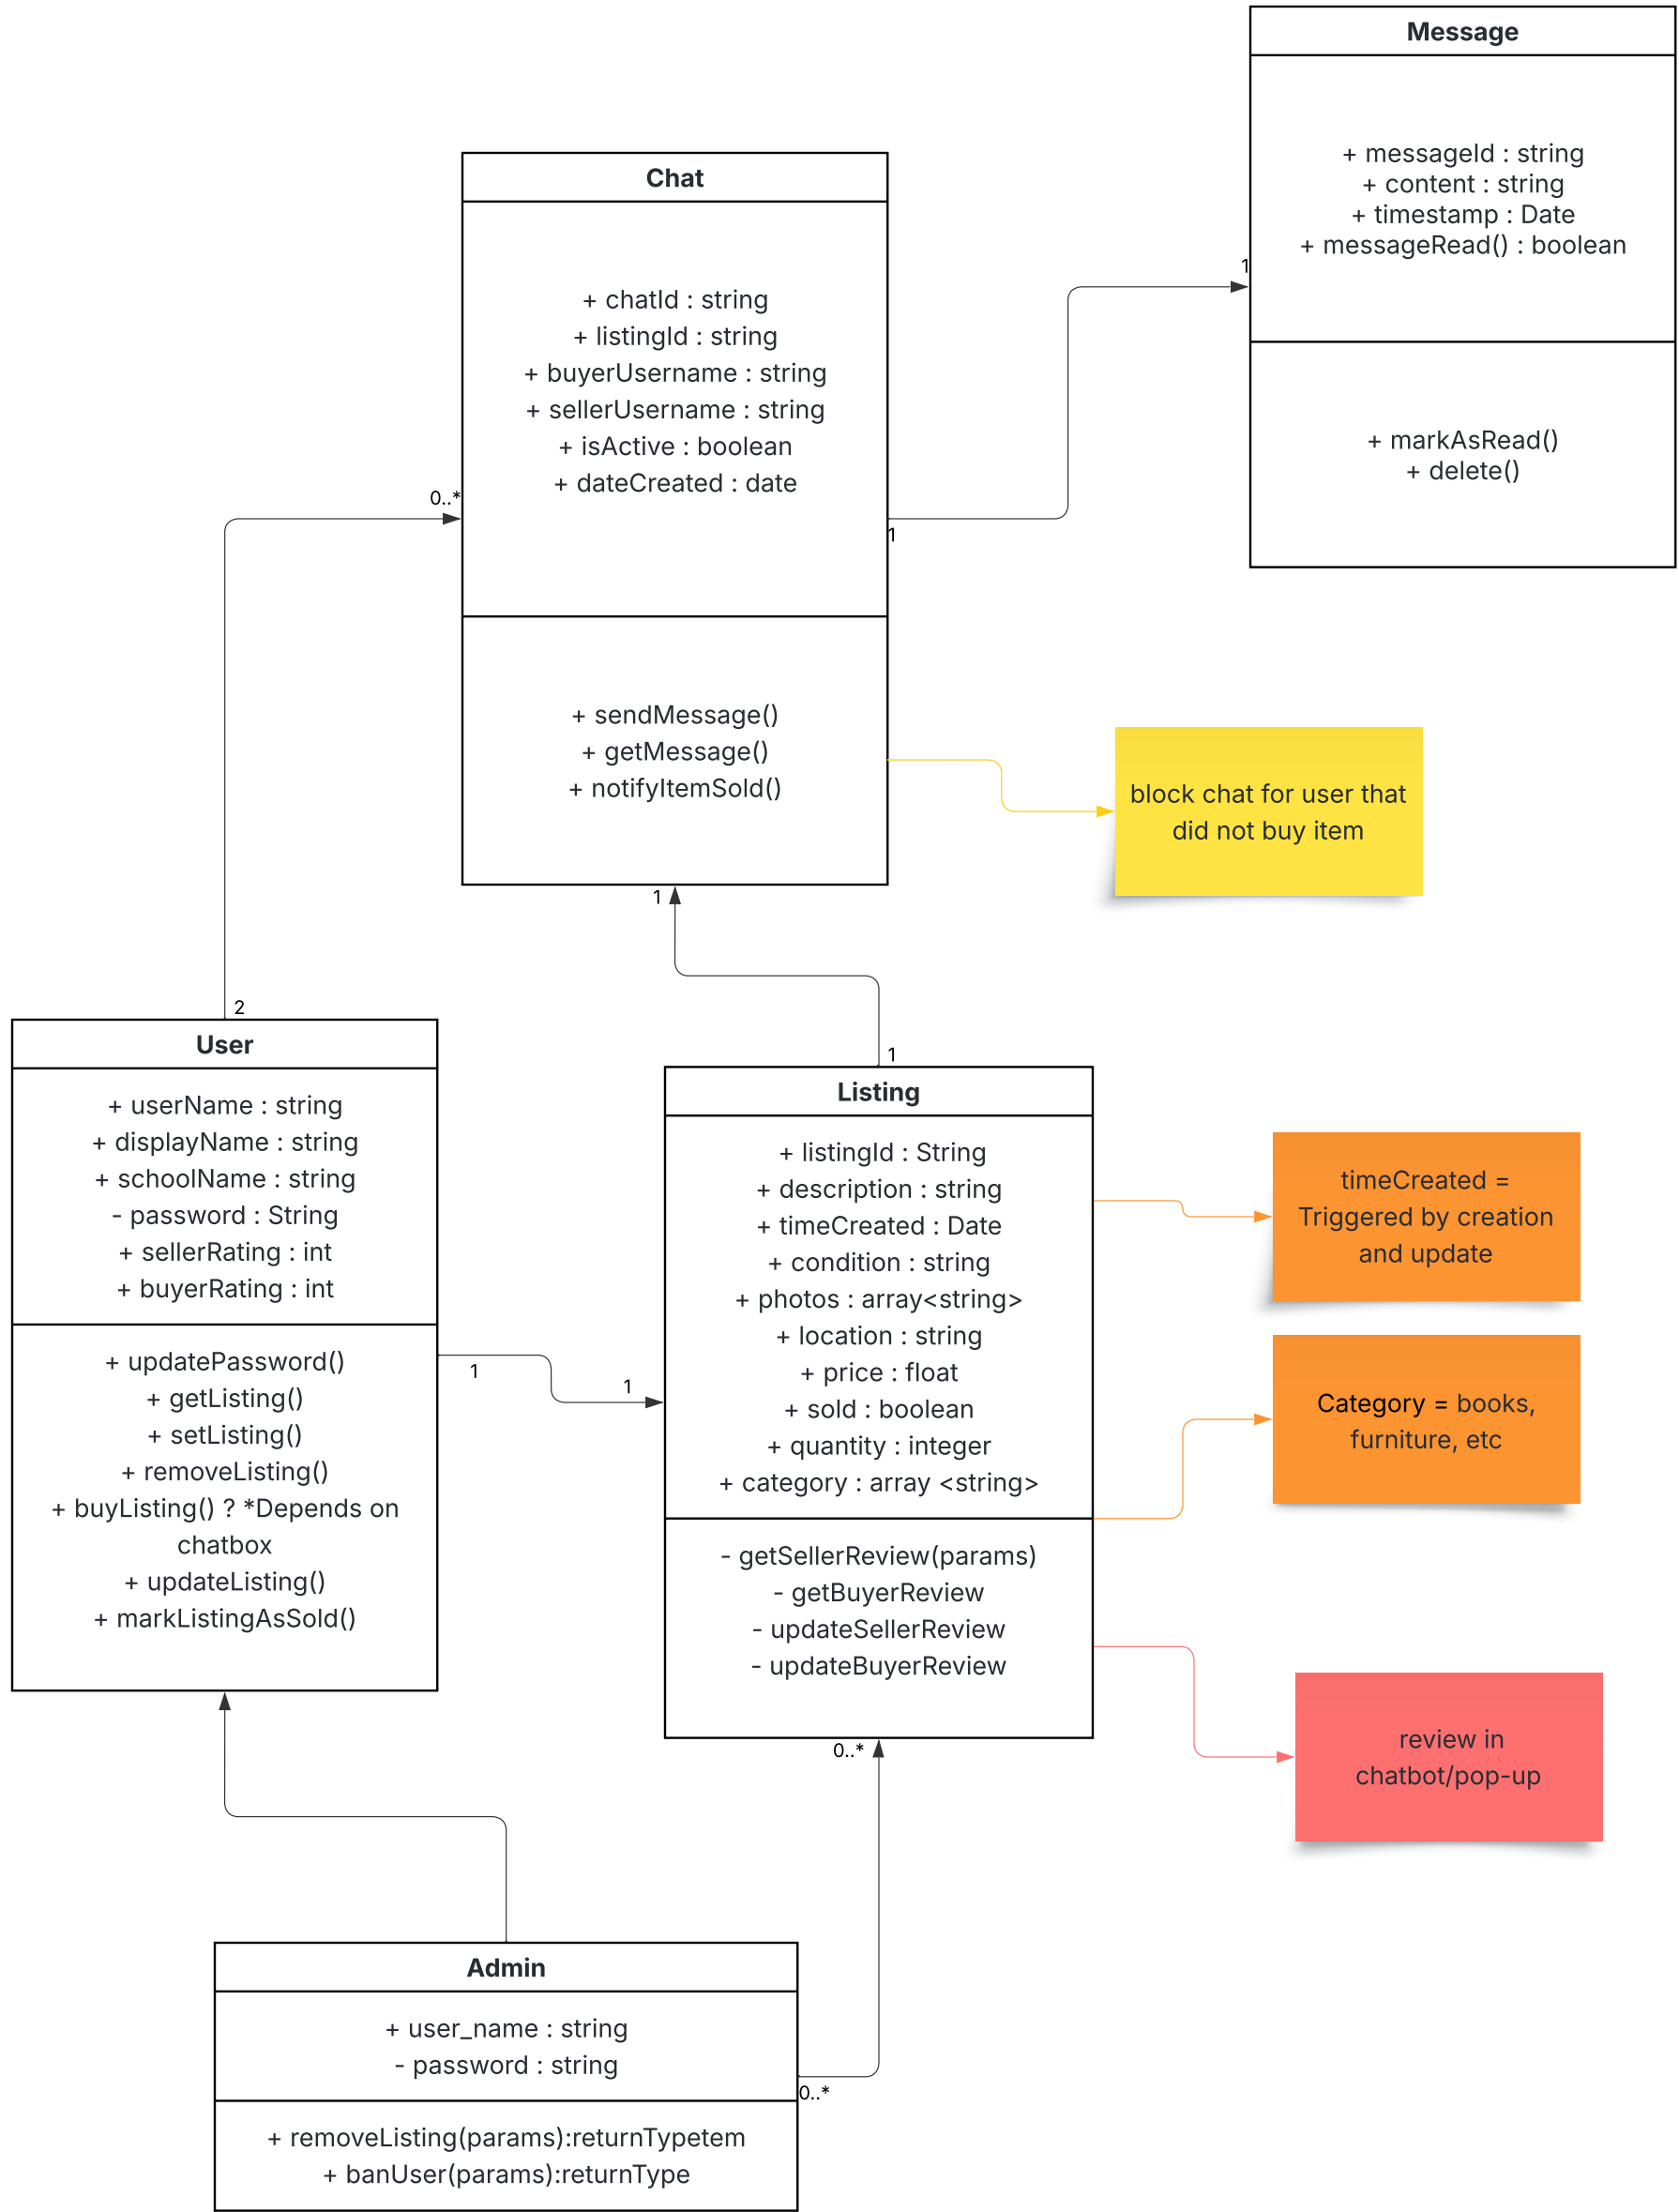 Message
+ messageId : string
+ content : string
+ timestamp : Date
+ messageRead() : boolean
+ markAsRead()
+ delete()
1
Chat
+ chatId : string
+ listingId : string
+ buyerUsername : string
+ sellerUsername : string
+ isActive : boolean
+ dateCreated : date
0..*
1
+ sendMessage()
+ getMessage()
+ notifyItemSold()
block chat for user that
did not buy item
1
2
1
User
+ userName : string
+ displayName : string
+ schoolName : string
- password : String
+ sellerRating : int
+ buyerRating : int
+ updatePassword()
+ getListing()
+ setListing()
+ removeListing()
+ buyListing() ? *Depends on
chatbox
+ updateListing()
+ markListingAsSold()
1
1
Listing
+ listingId : String
+ description : string
+ timeCreated : Date
+ condition : string
+ photos : array<string>
+ location : string
+ price : float
+ sold : boolean
+ quantity : integer
+ category : array <string>
- getSellerReview(params)
- getBuyerReview
- updateSellerReview
- updateBuyerReview
timeCreated =
Triggered by creation
and update
Category = books,
furniture, etc
review in
chatbot/pop-up
0..*
Admin
+ user_name : string
- password : string
0..*
+ removeListing(params):returnTypetem
+ banUser(params):returnType